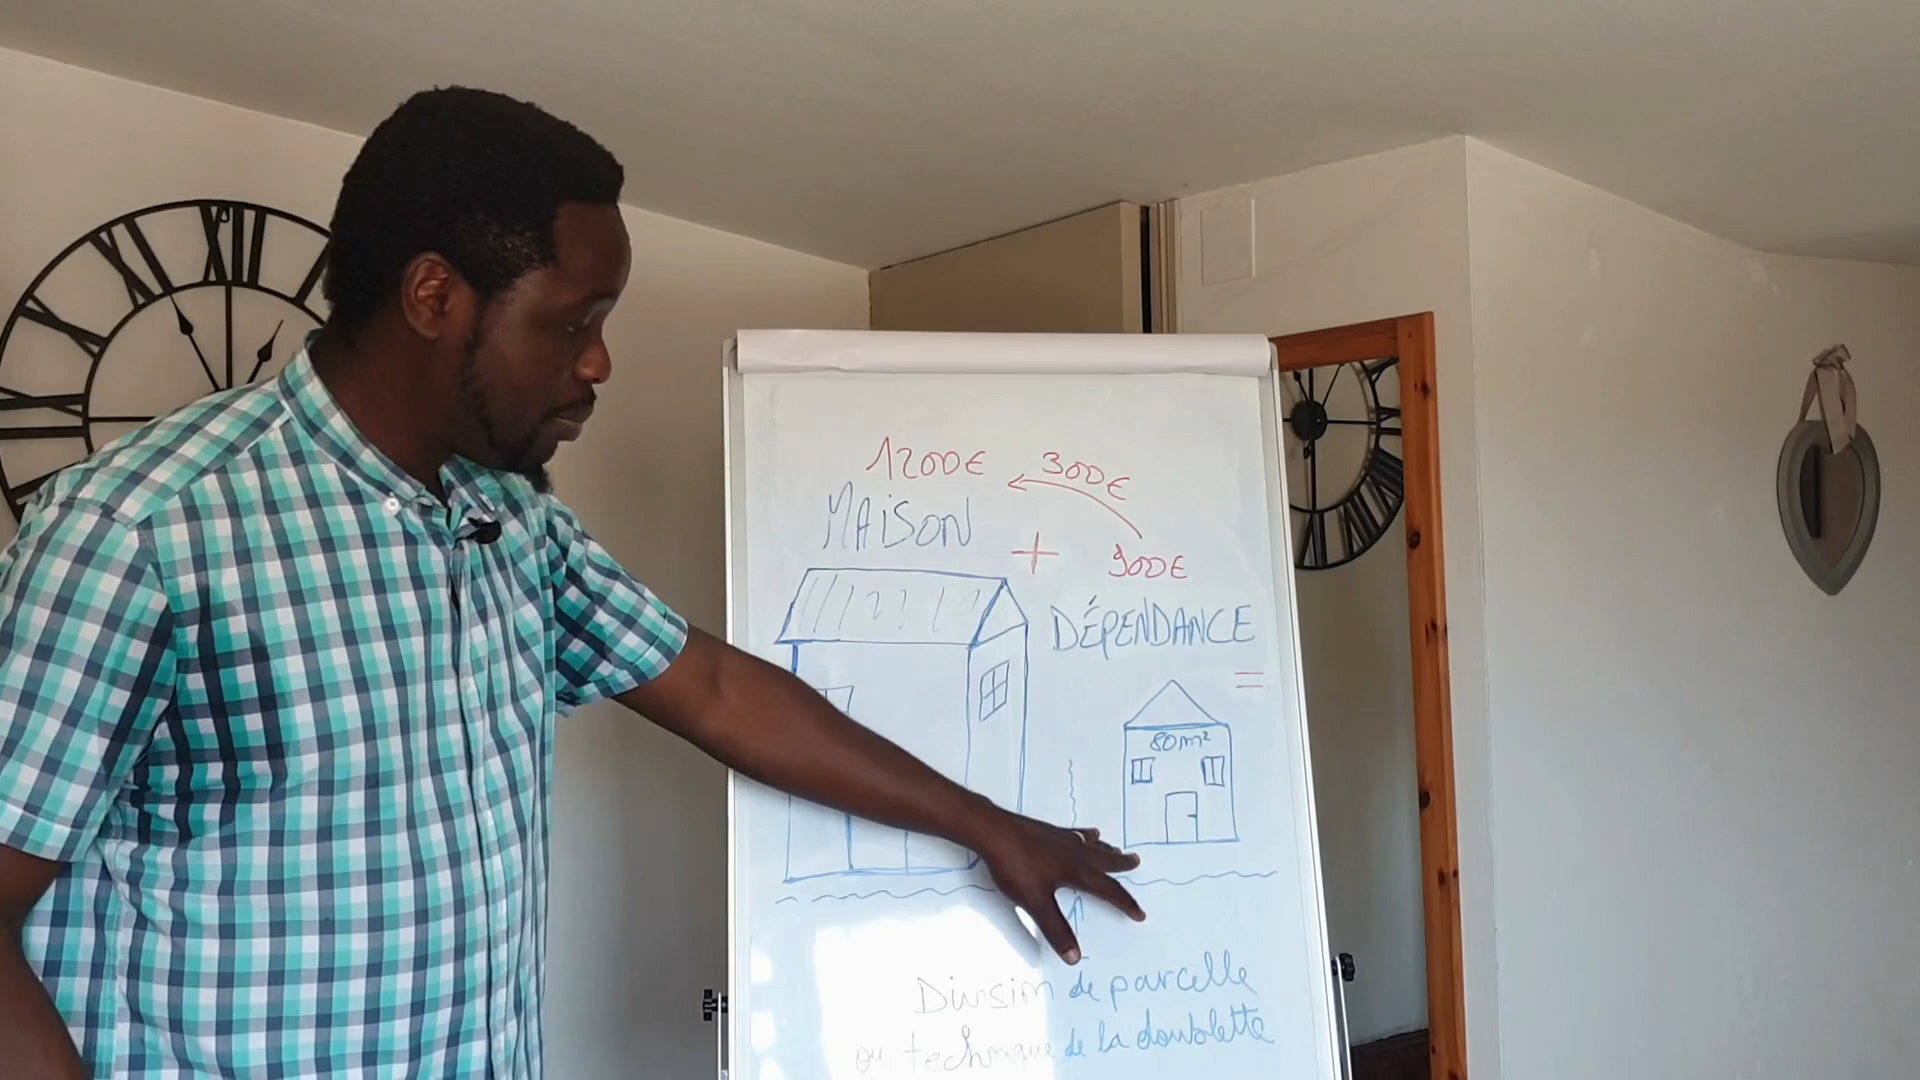 1200€ 300€
MAISON
+ 900€
DÉPENDANCE
=
80m²
Division de parcelle
ou technique de la doublette